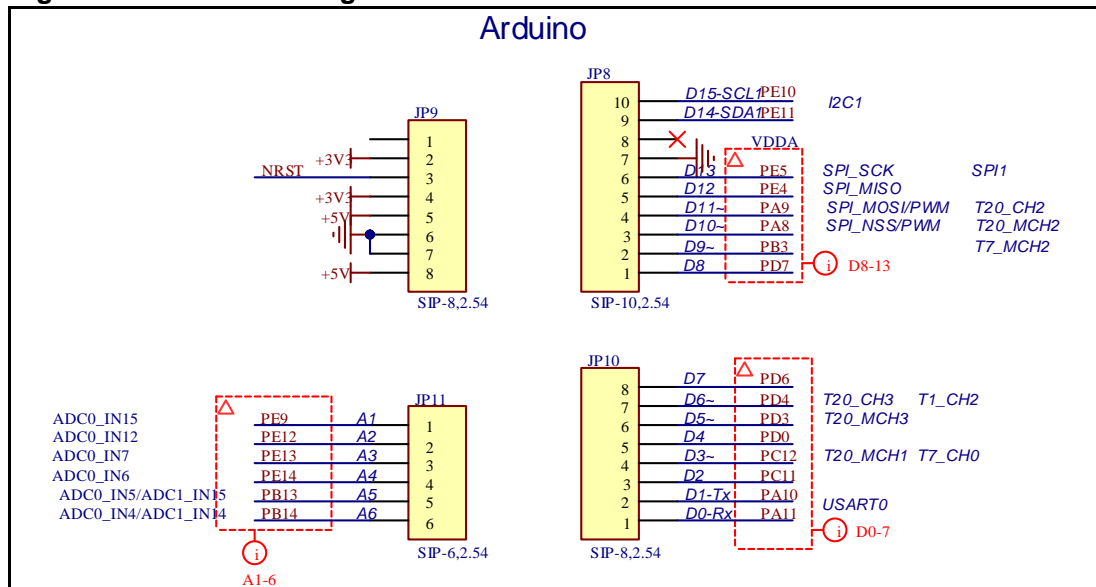 Arduino
JP9
1
+3V3 2
NRST 3
+3V3 4
+5V 5
6
7
+5V 8
SIP-8,2.54
JP8
10 D15-SCL1 PE10 I2C1
9 D14-SDA1 PE11
8
7 VDDA
6 D13 PE5 SPI_SCK SPI1
5 D12 PE4 SPI_MISO
4 D11~ PA9 SPI_MOSI/PWM T20_CH2
3 D10~ PA8 SPI_NSS/PWM T20_MCH2
2 D9~ PB3 T7_MCH2
1 D8 PD7
i D8-13
SIP-10,2.54
JP11
ADC0_IN15 PE9 A1 1
ADC0_IN12 PE12 A2 2
ADC0_IN7 PE13 A3 3
ADC0_IN6 PE14 A4 4
ADC0_IN5/ADC1_IN15 PB13 A5 5
ADC0_IN4/ADC1_IN14 PB14 A6 6
SIP-6,2.54
i
A1-6
JP10
8 D7 PD6
7 D6~ PD4 T20_CH3 T1_CH2
6 D5~ PD3 T20_MCH3
5 D4 PD0
4 D3~ PC12 T20_MCH1 T7_CH0
3 D2 PC11
2 D1-Tx PA10 USART0
1 D0-Rx PA11
i D0-7
SIP-8,2.54